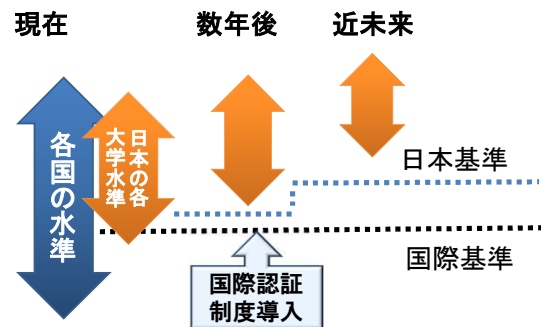 現在
数年後
近未来
各国の水準
日本の各
大学水準
日本基準
国際基準
国際認証
制度導入